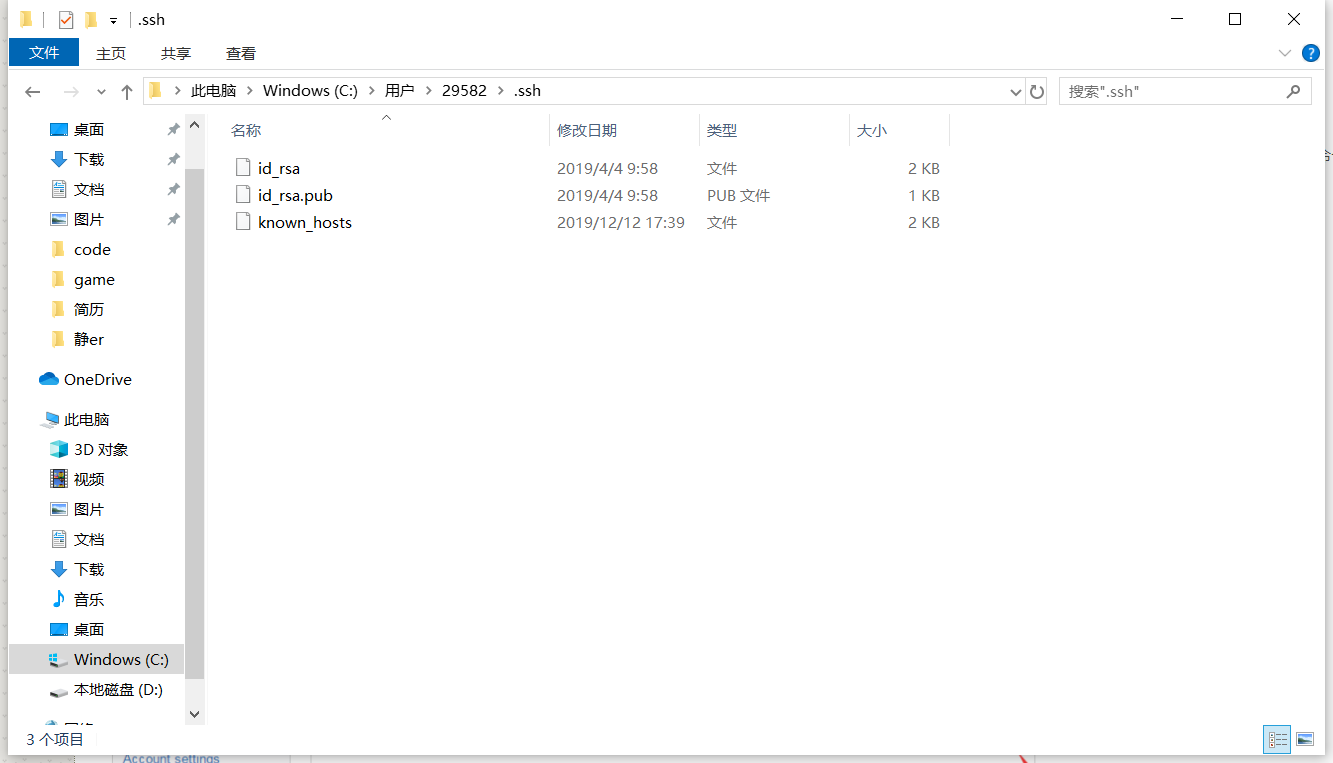 .ssh
文件 主页 共享 查看
此电脑 Windows (C:) 用户 29582 .ssh 搜索".ssh"
名称 修改日期 类型 大小
id_rsa 2019/4/4 9:58 文件 2 KB
id_rsa.pub 2019/4/4 9:58 PUB 文件 1 KB
known_hosts 2019/12/12 17:39 文件 2 KB
桌面
下载
文档
图片
code
game
简历
静er
OneDrive
此电脑
3D 对象
视频
图片
文档
下载
音乐
桌面
Windows (C:)
本地磁盘 (D:)
3 个项目
Account settings